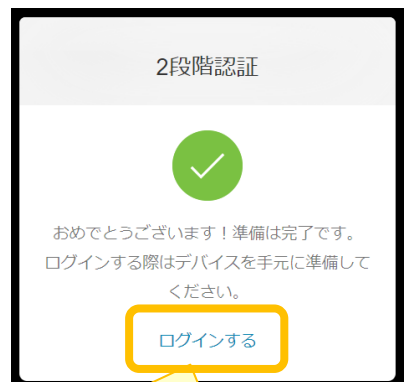 2段階認証
おめでとうございます！準備は完了です。
ログインする際はデバイスを手元に準備して
ください。
ログインする